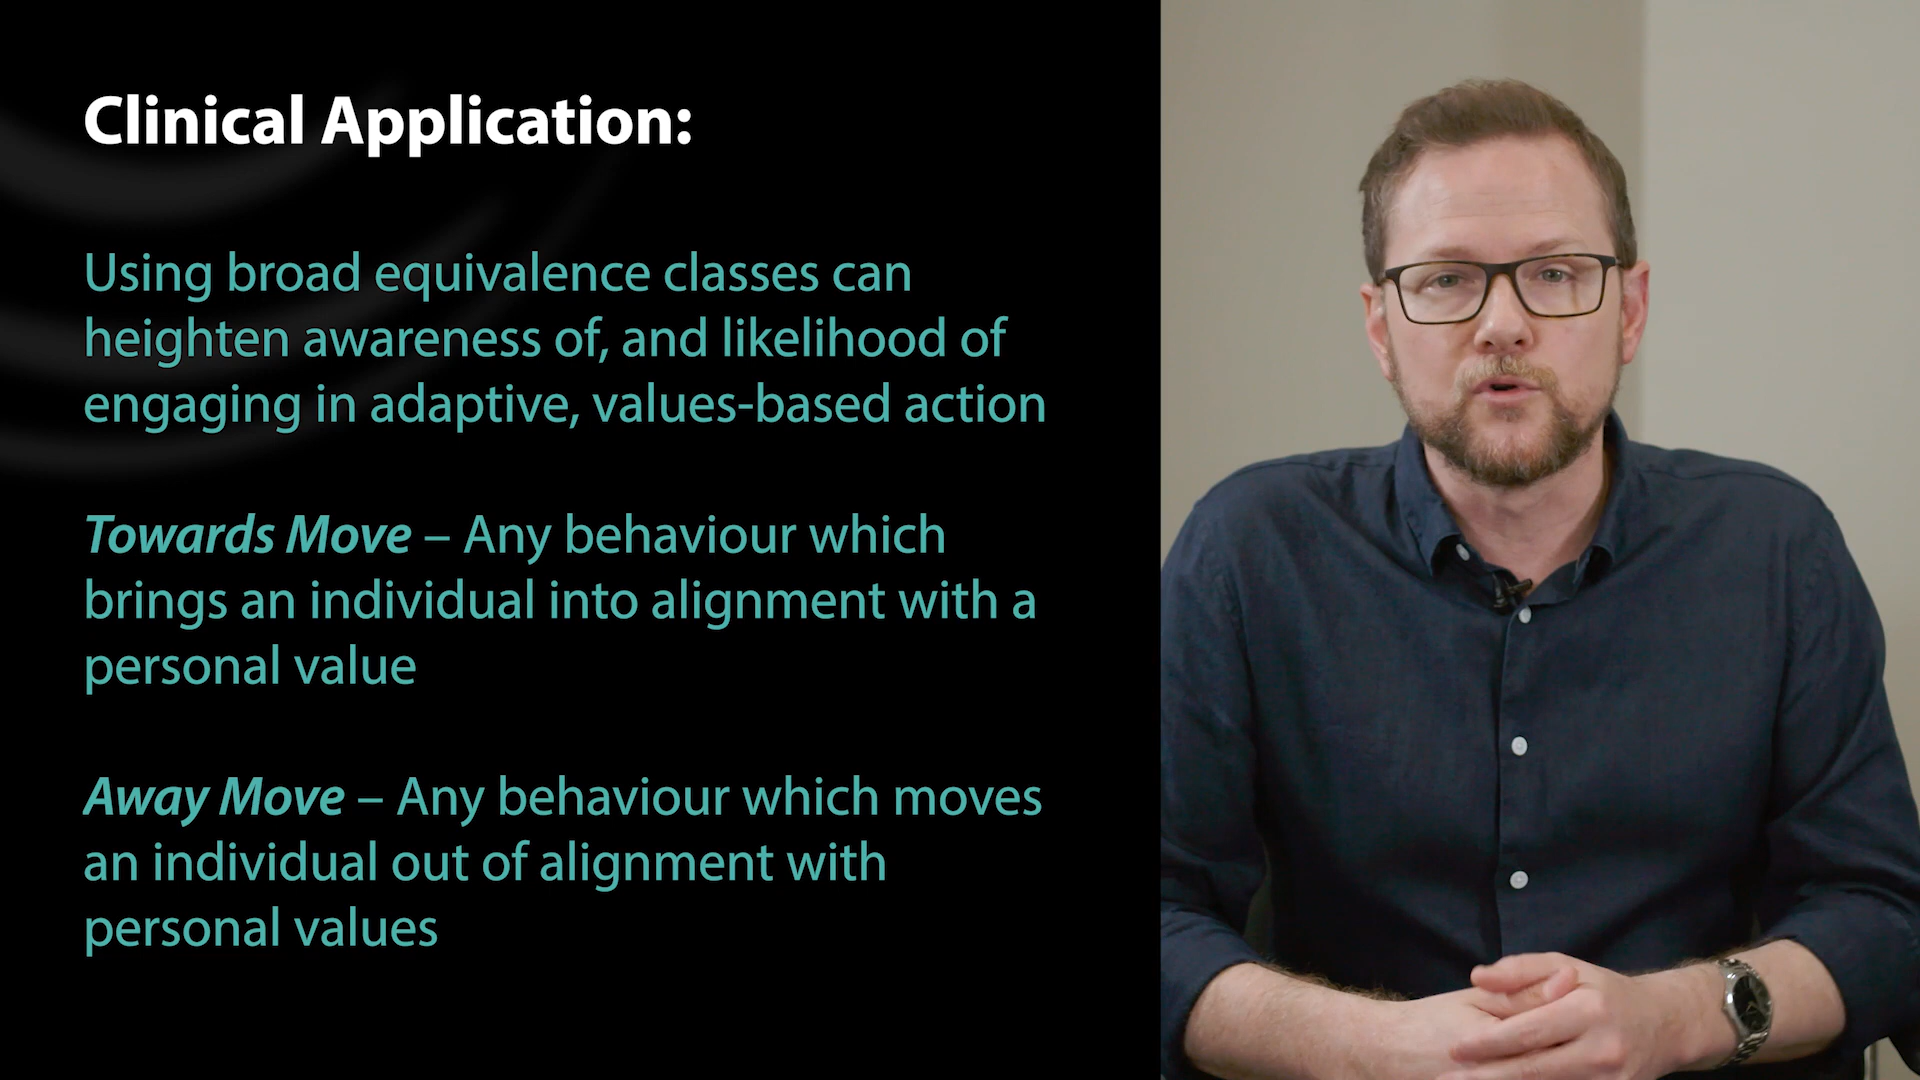 Clinical Application:
Using broad equivalence classes can
heighten awareness of, and likelihood of
engaging in adaptive, values-based action
Towards Move – Any behaviour which
brings an individual into alignment with a
personal value
Away Move – Any behaviour which moves
an individual out of alignment with
personal values